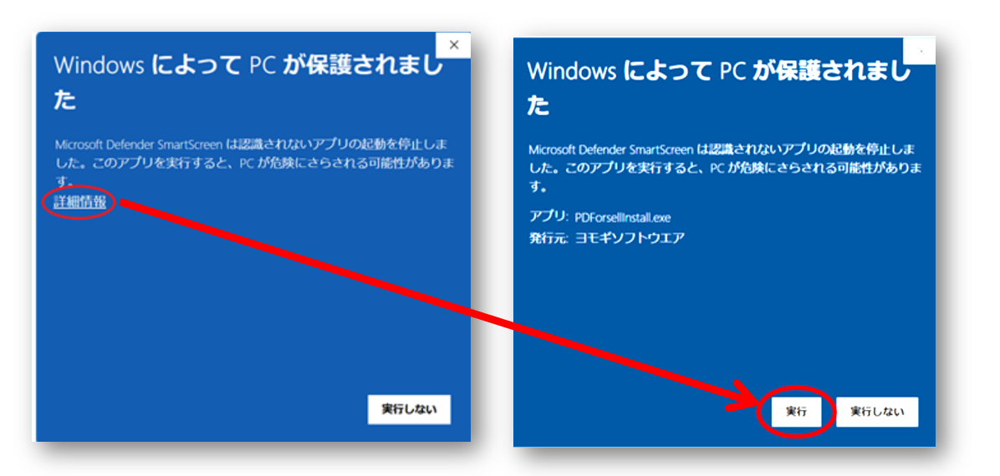 Windows によって PC が保護されまし
た
Microsoft Defender SmartScreen は認識されないアプリの起動を停止しま
した。このアプリを実行すると、PC が危険にさらされる可能性がありま
す。
詳細情報
実行しない
Windows によって PC が保護されまし
た
Microsoft Defender SmartScreen は認識されないアプリの起動を停止しま
した。このアプリを実行すると、PC が危険にさらされる可能性がありま
す。
アプリ: PDForsellInstall.exe
発行元: ヨモギソフトウエア
実行
実行しない